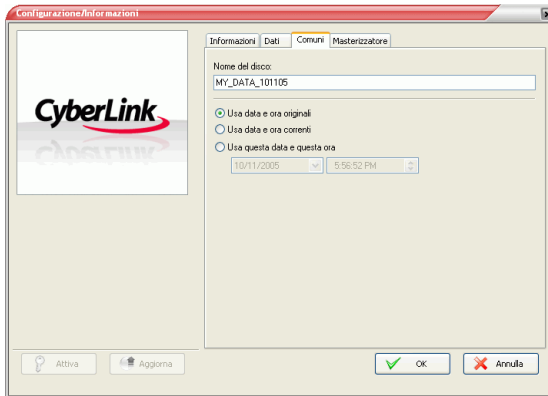 Configurazione/Informazioni
CyberLink
Informazioni Dati Comuni Masterizzatore
Nome del disco:
MY_DATA_101105
Usa data e ora originali
Usa data e ora correnti
Usa questa data e questa ora
10/11/2005 5:56:52 PM
Attiva Aggiorna OK Annulla